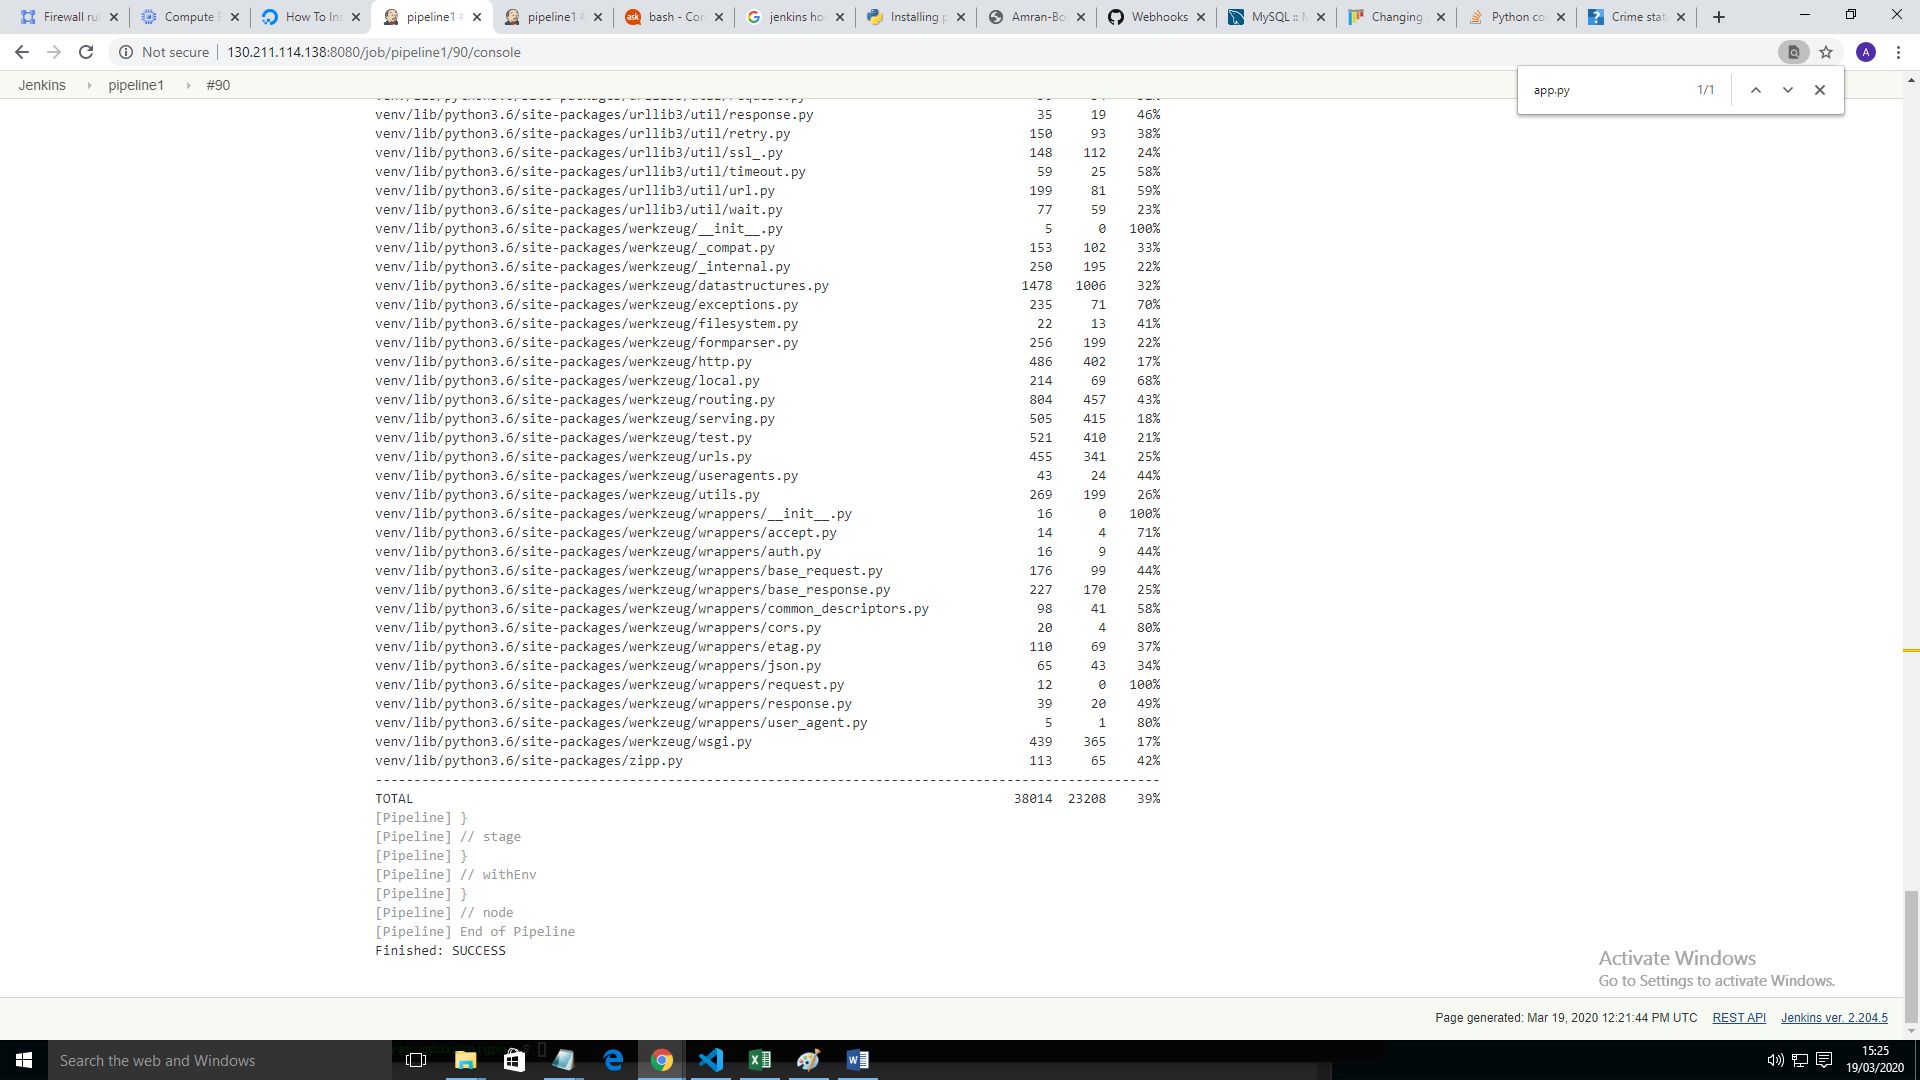 Firewall ru
Compute E
How To Ins
pipeline1 #
pipeline1 #
bash - Con
jenkins how
Installing p
Amran-Bo
Webhooks
MySQL :: M
Changing
Python co
Crime stat
Not secure 130.211.114.138:8080/job/pipeline1/90/console
A
app.py 1/1
Jenkins pipeline1 #90
venv/lib/python3.6/site-packages/urllib3/util/response.py 35 19 46%
venv/lib/python3.6/site-packages/urllib3/util/retry.py 150 93 38%
venv/lib/python3.6/site-packages/urllib3/util/ssl_.py 148 112 24%
venv/lib/python3.6/site-packages/urllib3/util/timeout.py 59 25 58%
venv/lib/python3.6/site-packages/urllib3/util/url.py 199 81 59%
venv/lib/python3.6/site-packages/urllib3/util/wait.py 77 59 23%
venv/lib/python3.6/site-packages/werkzeug/__init__.py 5 0 100%
venv/lib/python3.6/site-packages/werkzeug/_compat.py 153 102 33%
venv/lib/python3.6/site-packages/werkzeug/_internal.py 250 195 22%
venv/lib/python3.6/site-packages/werkzeug/datastructures.py 1478 1006 32%
venv/lib/python3.6/site-packages/werkzeug/exceptions.py 235 71 70%
venv/lib/python3.6/site-packages/werkzeug/filesystem.py 22 13 41%
venv/lib/python3.6/site-packages/werkzeug/formparser.py 256 199 22%
venv/lib/python3.6/site-packages/werkzeug/http.py 486 402 17%
venv/lib/python3.6/site-packages/werkzeug/local.py 214 69 68%
venv/lib/python3.6/site-packages/werkzeug/routing.py 804 457 43%
venv/lib/python3.6/site-packages/werkzeug/serving.py 505 415 18%
venv/lib/python3.6/site-packages/werkzeug/test.py 521 410 21%
venv/lib/python3.6/site-packages/werkzeug/urls.py 455 341 25%
venv/lib/python3.6/site-packages/werkzeug/useragents.py 43 24 44%
venv/lib/python3.6/site-packages/werkzeug/utils.py 269 199 26%
venv/lib/python3.6/site-packages/werkzeug/wrappers/__init__.py 16 0 100%
venv/lib/python3.6/site-packages/werkzeug/wrappers/accept.py 14 4 71%
venv/lib/python3.6/site-packages/werkzeug/wrappers/auth.py 16 9 44%
venv/lib/python3.6/site-packages/werkzeug/wrappers/base_request.py 176 99 44%
venv/lib/python3.6/site-packages/werkzeug/wrappers/base_response.py 227 170 25%
venv/lib/python3.6/site-packages/werkzeug/wrappers/common_descriptors.py 98 41 58%
venv/lib/python3.6/site-packages/werkzeug/wrappers/cors.py 20 4 80%
venv/lib/python3.6/site-packages/werkzeug/wrappers/etag.py 110 69 37%
venv/lib/python3.6/site-packages/werkzeug/wrappers/json.py 65 43 34%
venv/lib/python3.6/site-packages/werkzeug/wrappers/request.py 12 0 100%
venv/lib/python3.6/site-packages/werkzeug/wrappers/response.py 39 20 49%
venv/lib/python3.6/site-packages/werkzeug/wrappers/user_agent.py 5 1 80%
venv/lib/python3.6/site-packages/werkzeug/wsgi.py 439 365 17%
venv/lib/python3.6/site-packages/zipp.py 113 65 42%
------------------------------------------------------------------------------------------------------
TOTAL 38014 23208 39%
[Pipeline] }
[Pipeline] // stage
[Pipeline] }
[Pipeline] // withEnv
[Pipeline] }
[Pipeline] // node
[Pipeline] End of Pipeline
Finished: SUCCESS
Activate Windows
Go to Settings to activate Windows.
Page generated: Mar 19, 2020 12:21:44 PM UTC REST API Jenkins ver. 2.204.5
Search the web and Windows
15:25
19/03/2020